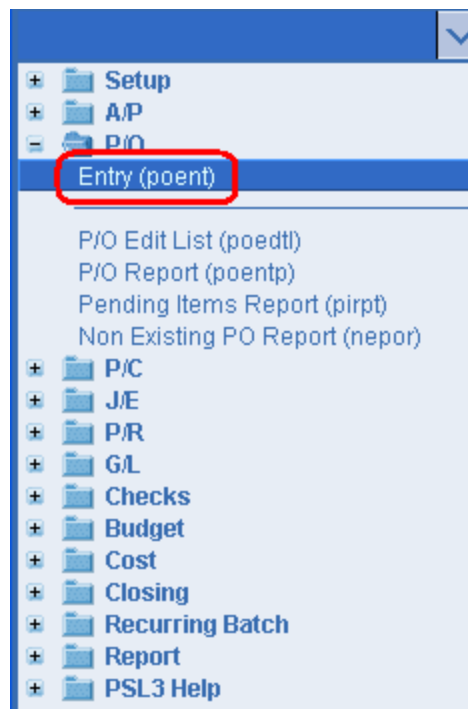 Setup
A/P
P/O
Entry (poent)
P/O Edit List (poedtl)
P/O Report (poentp)
Pending Items Report (pirpt)
Non Existing PO Report (nepor)
P/C
J/E
P/R
G/L
Checks
Budget
Cost
Closing
Recurring Batch
Report
PSL3 Help